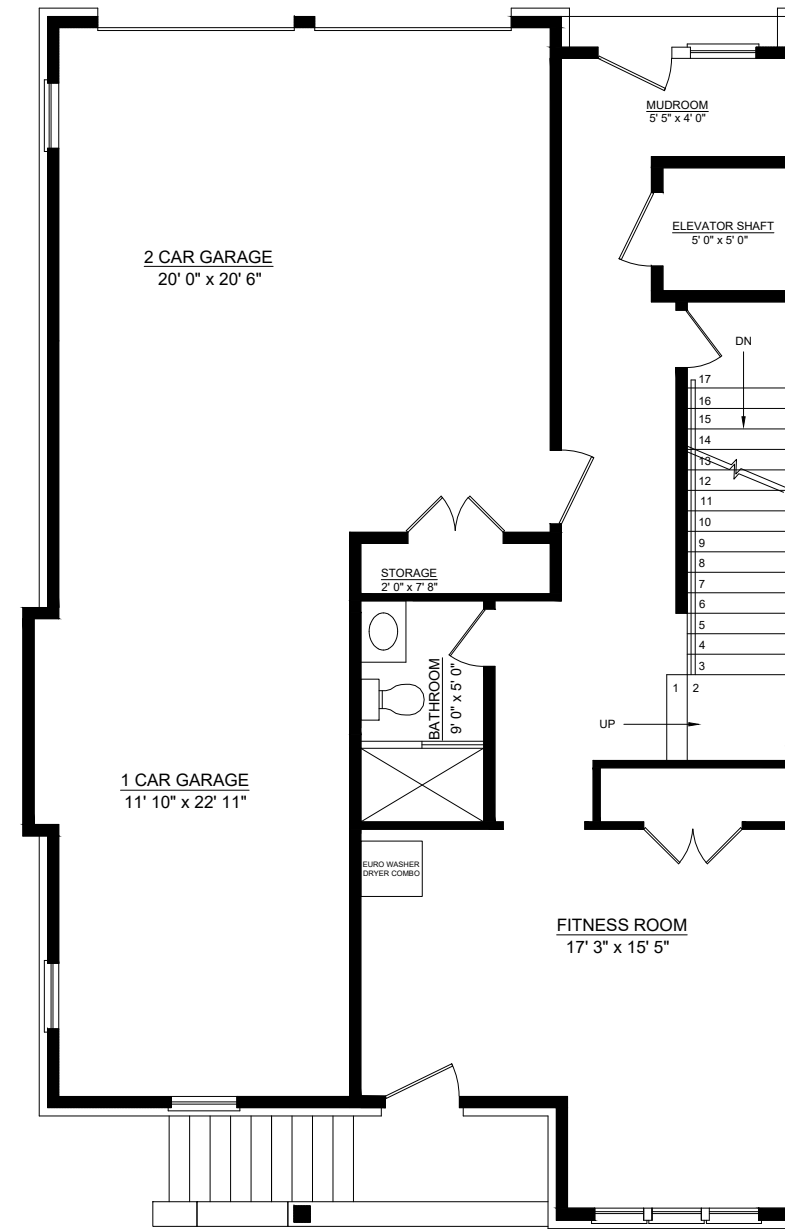 MUDROOM
5' 5" x 4' 0"
ELEVATOR SHAFT
5' 0" x 5' 0"
2 CAR GARAGE
20' 0" x 20' 6"
DN
17
16
15
14
13
12
11
10
9
8
7
6
5
4
3
1 2
UP
STORAGE
2' 0" x 7' 8"
BATHROOM
9' 0" x 5' 0"
1 CAR GARAGE
11' 10" x 22' 11"
EURO WASHER
DRYER COMBO
FITNESS ROOM
17' 3" x 15' 5"